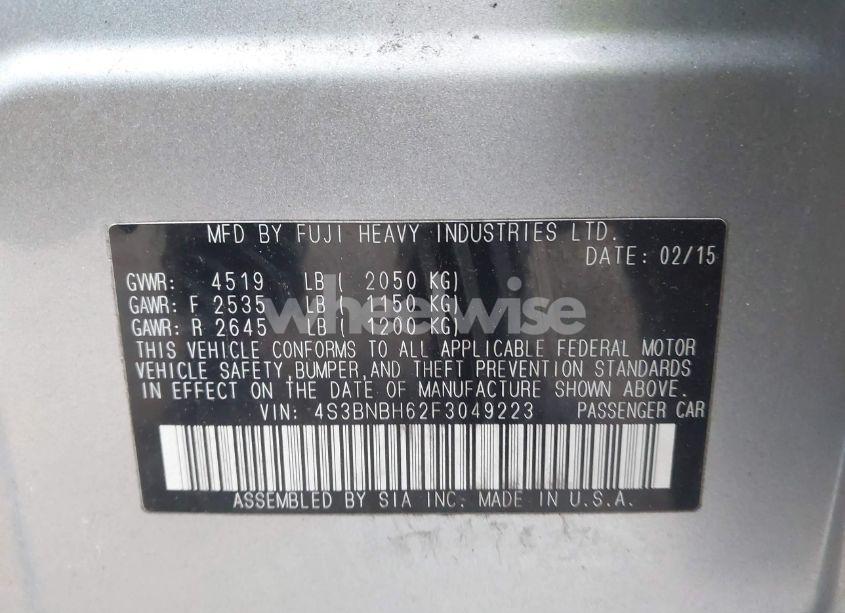 MFD BY FUJI HEAVY INDUSTRIES LTD.
DATE: 02/15
GVWR: 4519 LB ( 2050 KG)
GAWR: F 2535 LB ( 1150 KG)
GAWR: R 2645 LB ( 1200 KG)
wheelwise
THIS VEHICLE CONFORMS TO ALL APPLICABLE FEDERAL MOTOR
VEHICLE SAFETY,BUMPER,AND THEFT PREVENTION STANDARDS
IN EFFECT ON THE DATE OF MANUFACTURE SHOWN ABOVE.
VIN: 4S3BNBH62F3049223 PASSENGER CAR
ASSEMBLED BY SIA INC. MADE IN U.S.A.